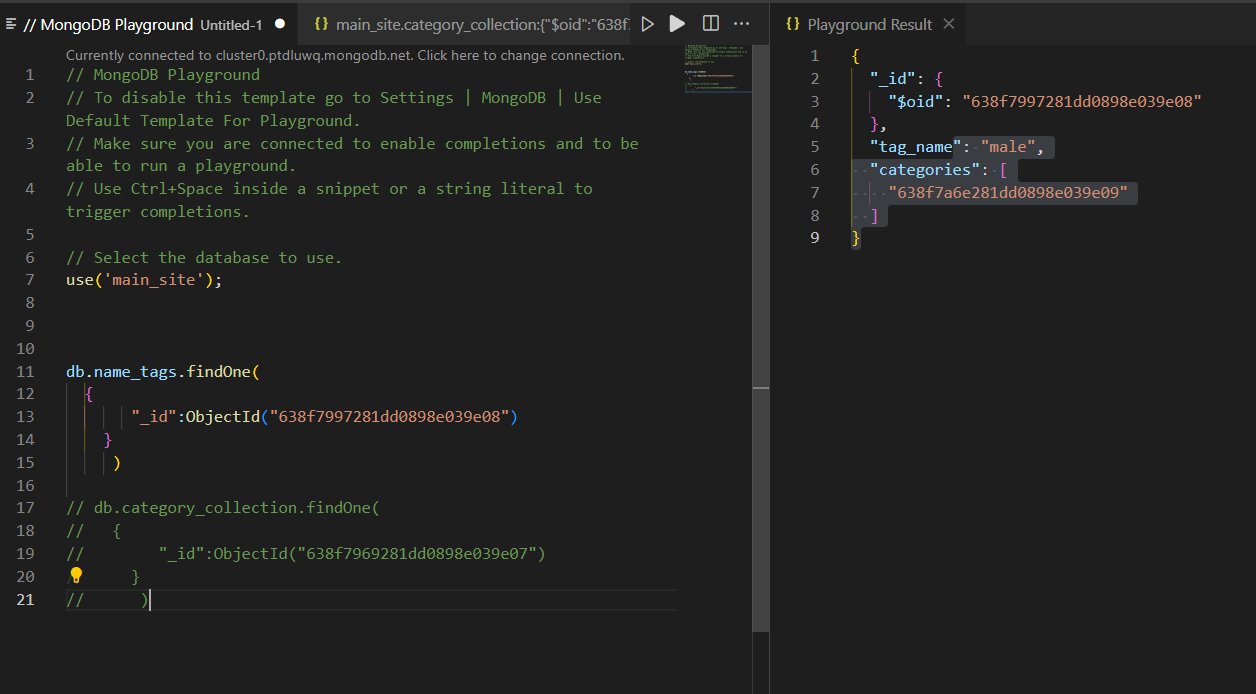 // MongoDB Playground Untitled-1
main_site.category_collection:{"$oid":"638f
Currently connected to cluster0.ptdluwq.mongodb.net. Click here to change connection.
1 // MongoDB Playground
2 // To disable this template go to Settings | MongoDB | Use
Default Template For Playground.
3 // Make sure you are connected to enable completions and to be
able to run a playground.
4 // Use Ctrl+Space inside a snippet or a string literal to
trigger completions.
5
6 // Select the database to use.
7 use('main_site');
8
9
10
11 db.name_tags.findOne(
12 {
13 "_id":ObjectId("638f7997281dd0898e039e08")
14 }
15 )
16
17 // db.category_collection.findOne(
18 // {
19 // "_id":ObjectId("638f7969281dd0898e039e07")
20 }
21 // )
{} Playground Result
1 {
2 "_id": {
3 "$oid": "638f7997281dd0898e039e08"
4 },
5 "tag_name": "male",
6 "categories": [
7 "638f7a6e281dd0898e039e09"
8 ]
9 }